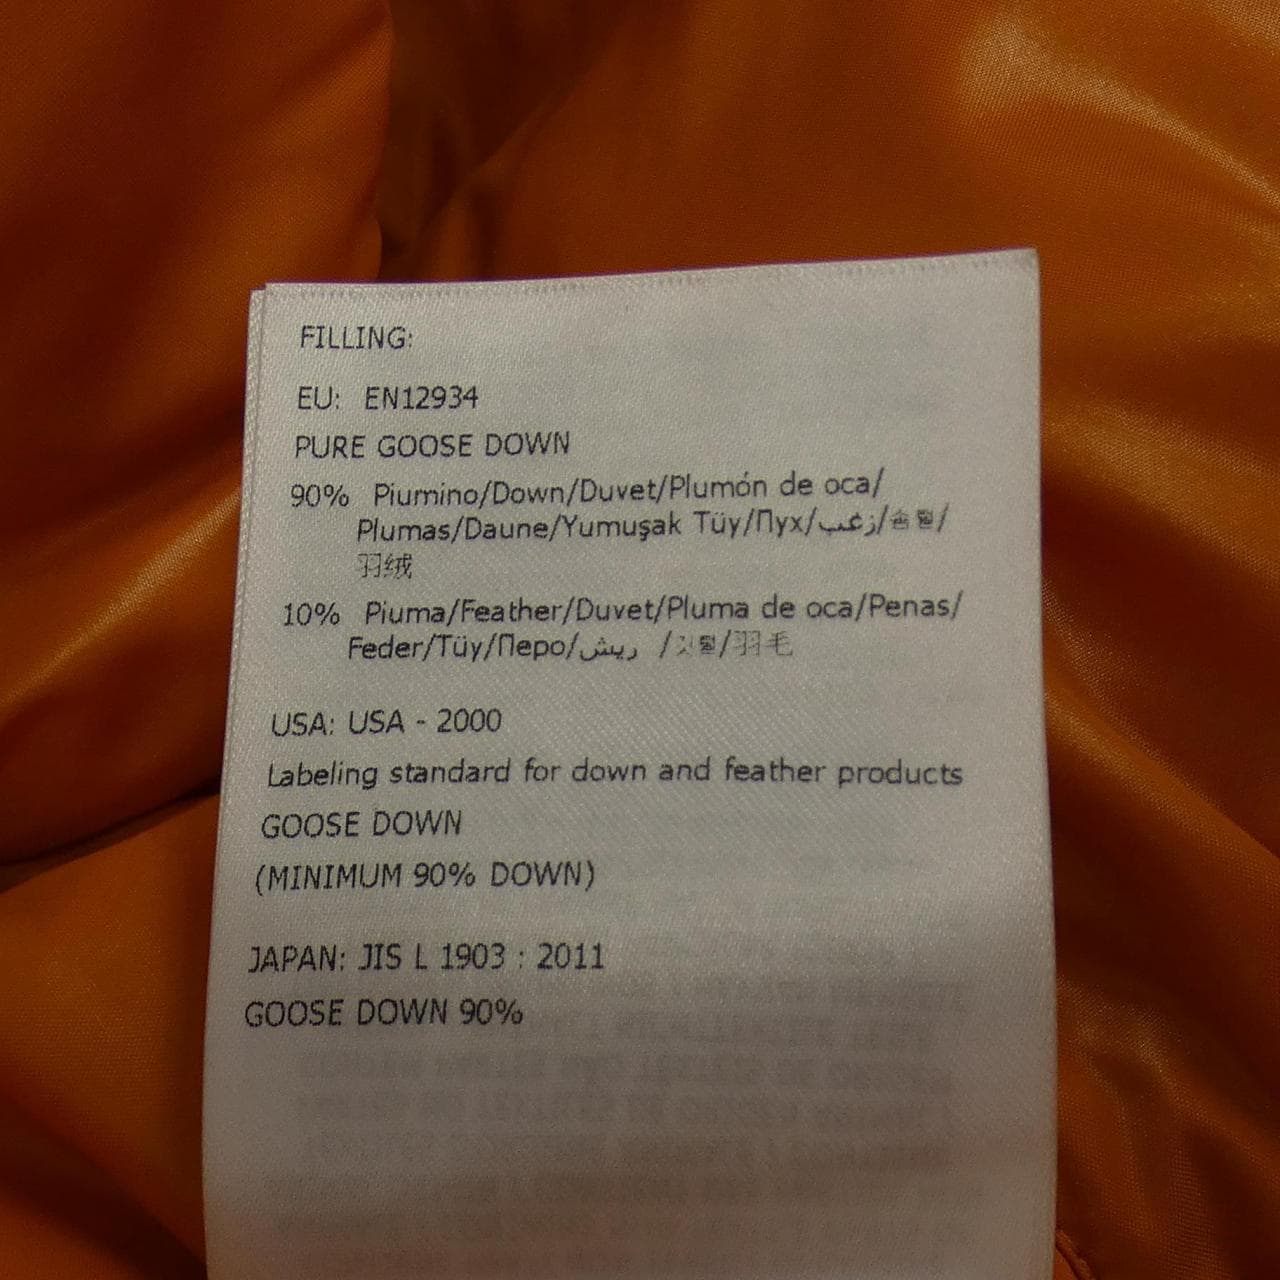 FILLING:
EU: EN12934
PURE GOOSE DOWN
90% Piumino/Down/Duvet/Plumón de oca/
Plumas/Daune/Yumuşak Tüy/Пух/زغب/솜털/
羽绒
10% Piuma/Feather/Duvet/Pluma de oca/Penas/
Feder/Tüy/Перо/ريش /깃털/羽毛
USA: USA - 2000
Labeling standard for down and feather products
GOOSE DOWN
(MINIMUM 90% DOWN)
JAPAN: JIS L 1903 : 2011
GOOSE DOWN 90%